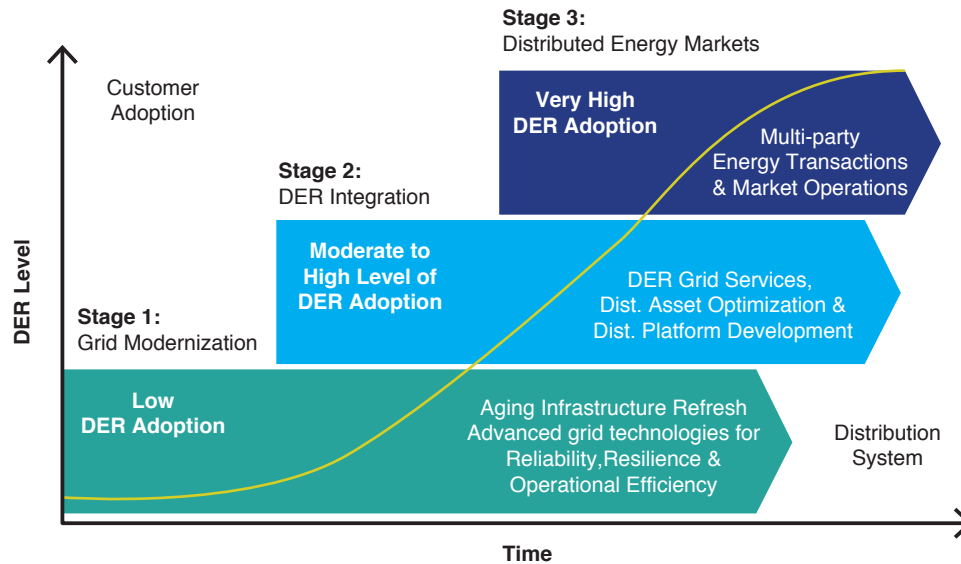 Stage 3:
Distributed Energy Markets
Customer
Adoption
Very High
DER Adoption
Multi-party
Energy Transactions
& Market Operations
Stage 2:
DER Integration
Moderate to
High Level of
DER Adoption
DER Grid Services,
Dist. Asset Optimization &
Dist. Platform Development
Stage 1:
Grid Modernization
Low
DER Adoption
Aging Infrastructure Refresh
Advanced grid technologies for
Reliability,Resilience &
Operational Efficiency
Distribution
System
DER Level
Time